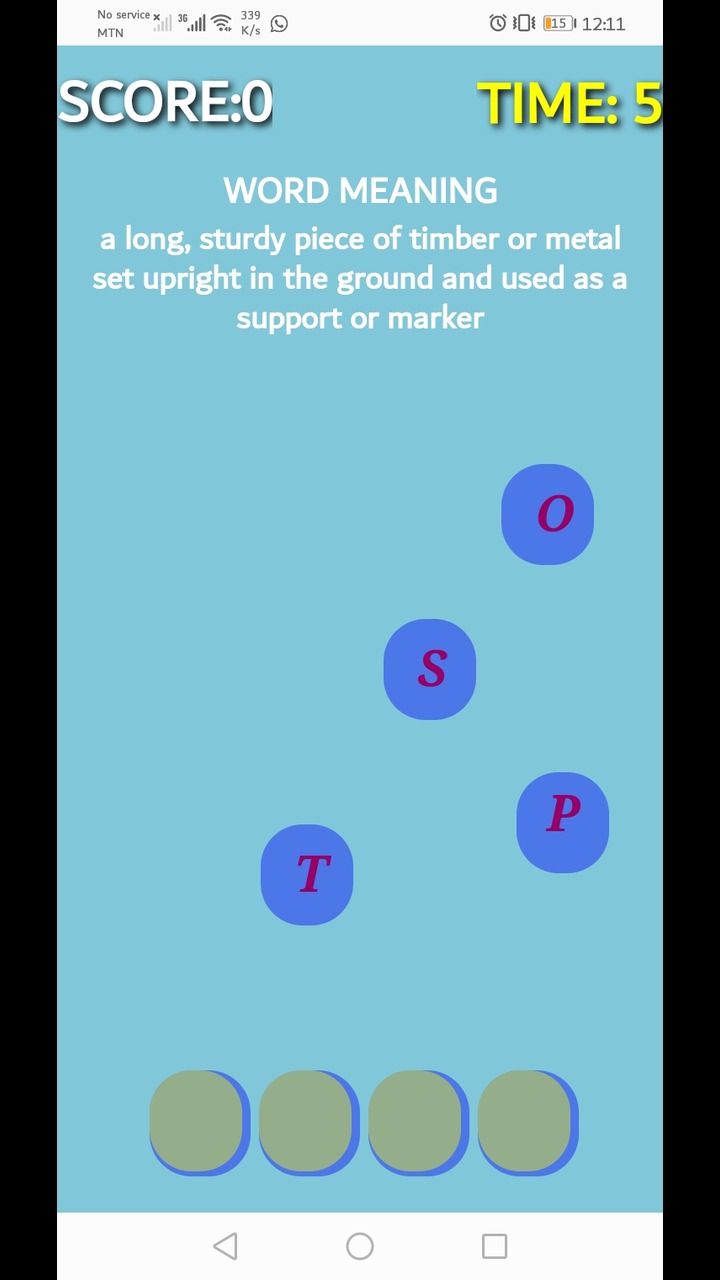 No service
MTN
3G
339
K/s
15
12:11
SCORE:0
TIME: 5
WORD MEANING
a long, sturdy piece of timber or metal
set upright in the ground and used as a
support or marker
O
S
P
T